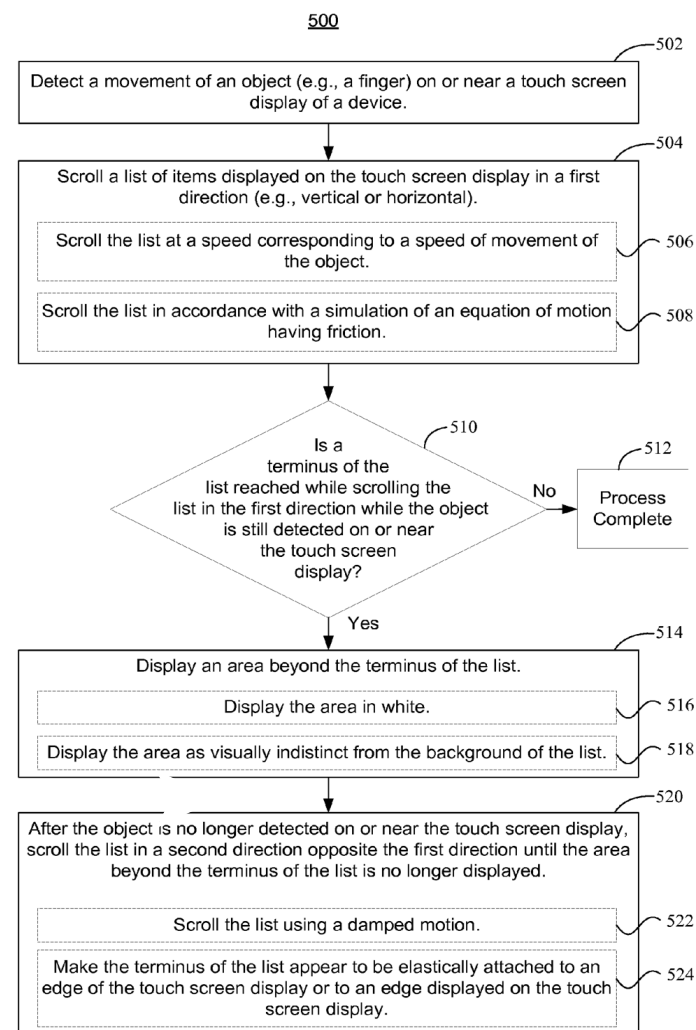 500
502
Detect a movement of an object (e.g., a finger) on or near a touch screen
display of a device.
504
Scroll a list of items displayed on the touch screen display in a first
direction (e.g., vertical or horizontal).
Scroll the list at a speed corresponding to a speed of movement of
the object.
506
Scroll the list in accordance with a simulation of an equation of motion
having friction.
508
510
Is a
terminus of the
list reached while scrolling the
list in the first direction while the object
is still detected on or near
the touch screen
display?
No
512
Process
Complete
Yes
514
Display an area beyond the terminus of the list.
Display the area in white.
516
Display the area as visually indistinct from the background of the list.
518
520
After the object is no longer detected on or near the touch screen display,
scroll the list in a second direction opposite the first direction until the area
beyond the terminus of the list is no longer displayed.
Scroll the list using a damped motion.
522
Make the terminus of the list appear to be elastically attached to an
edge of the touch screen display or to an edge displayed on the touch
screen display.
524